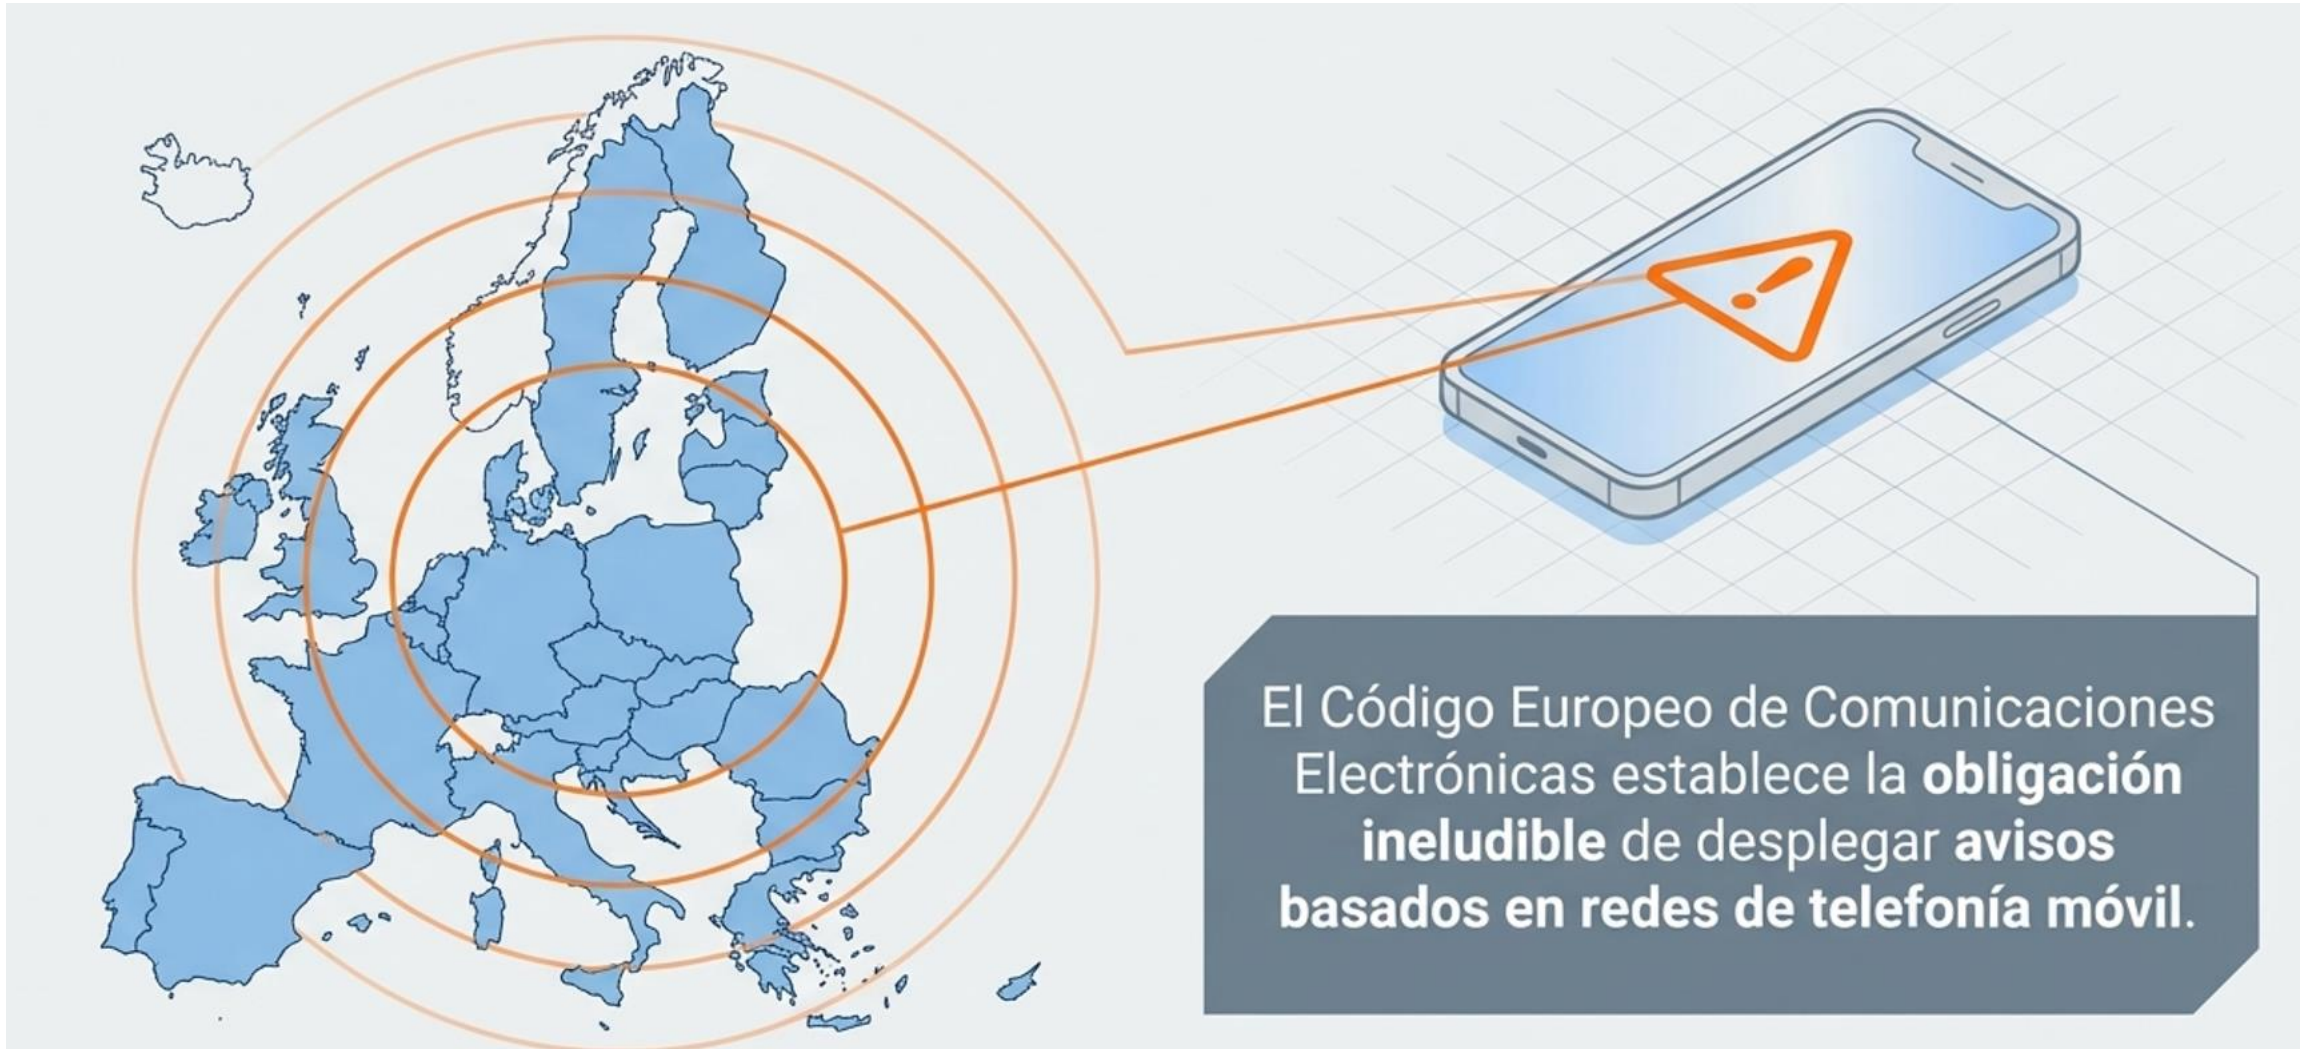 El Código Europeo de Comunicaciones
Electrónicas establece la obligación
ineludible de desplegar avisos
basados en redes de telefonía móvil.